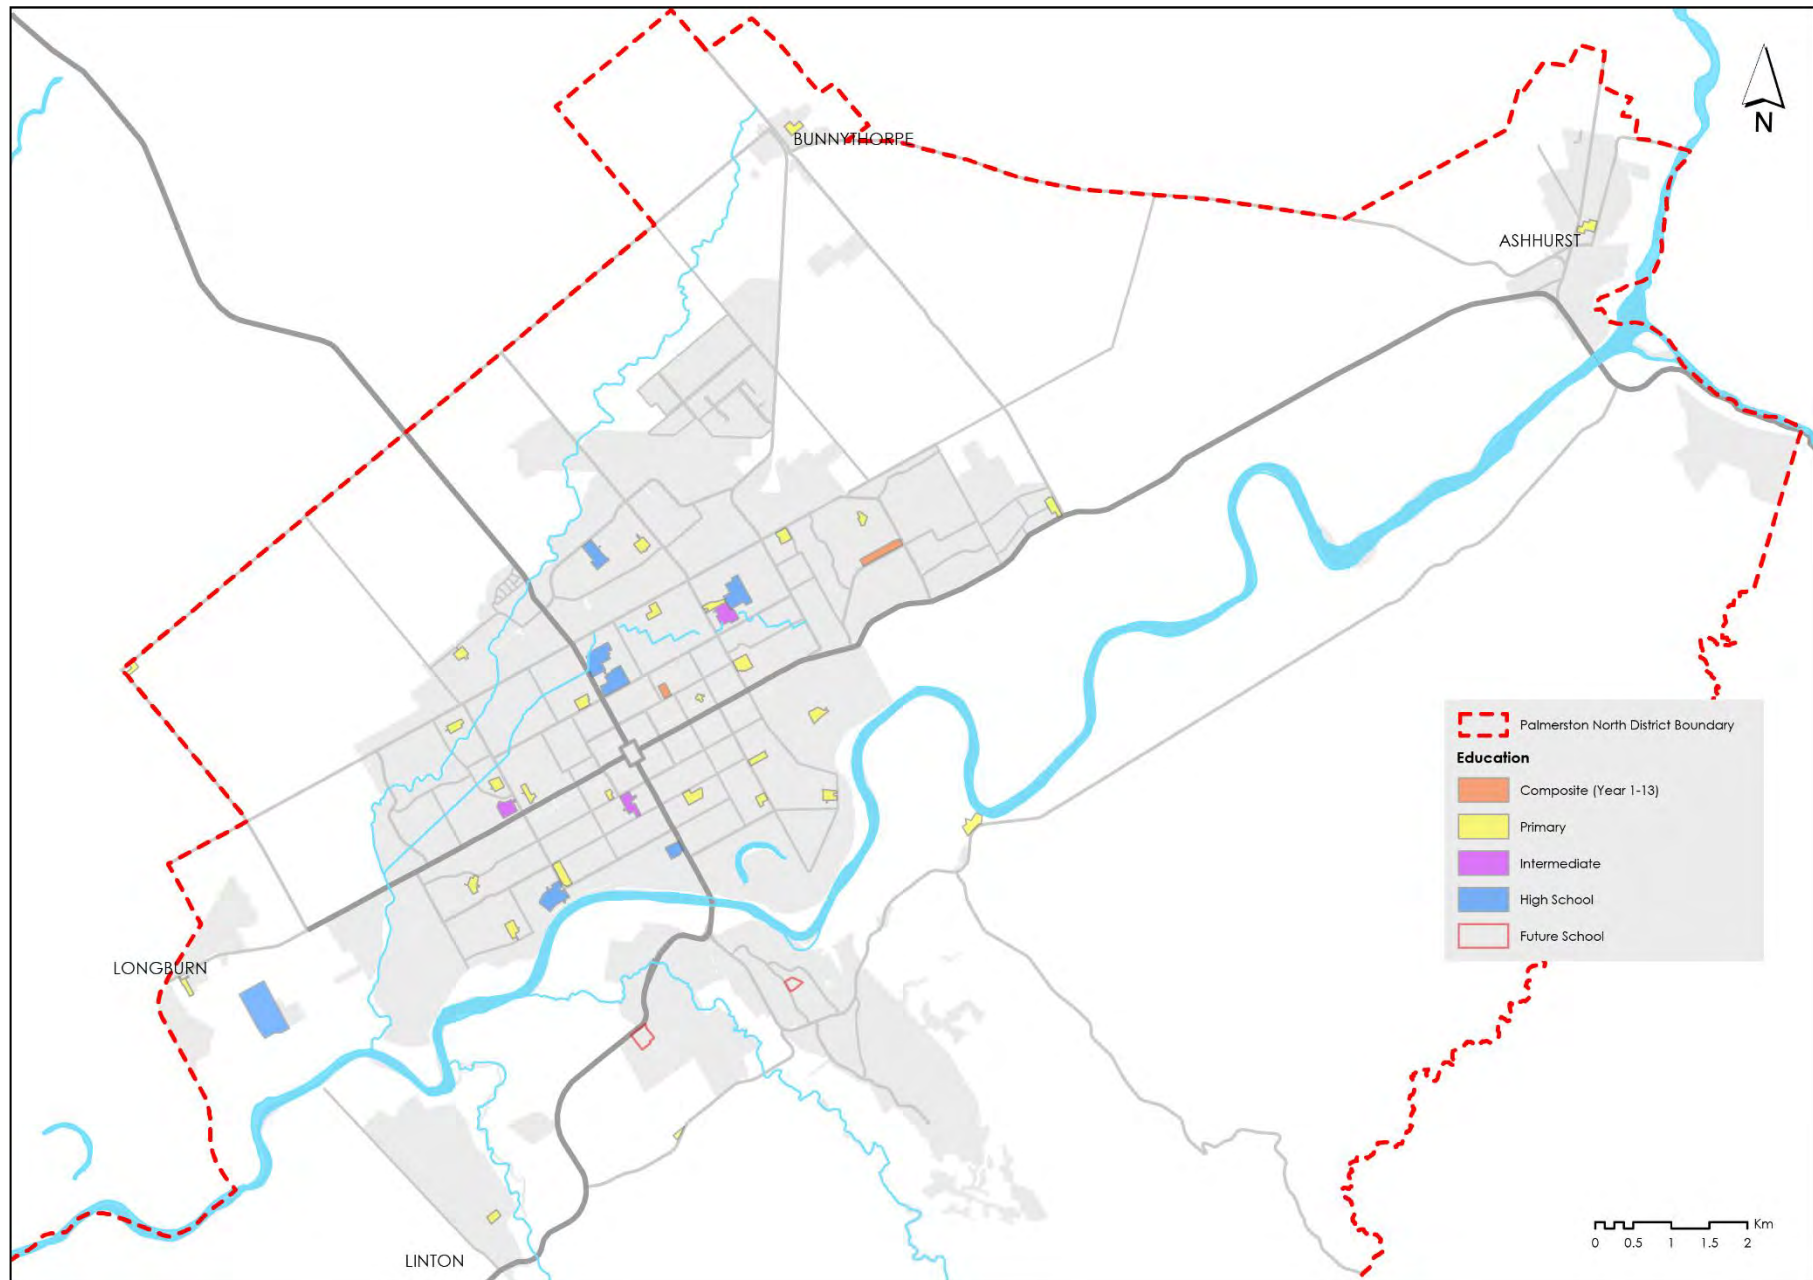 N
BUNNYTHORPE
ASHHURST
Palmerston North District Boundary
Education
Composite (Year 1-13)
Primary
Intermediate
High School
Future School
LONGBURN
LINTON
Km
0 0.5 1 1.5 2